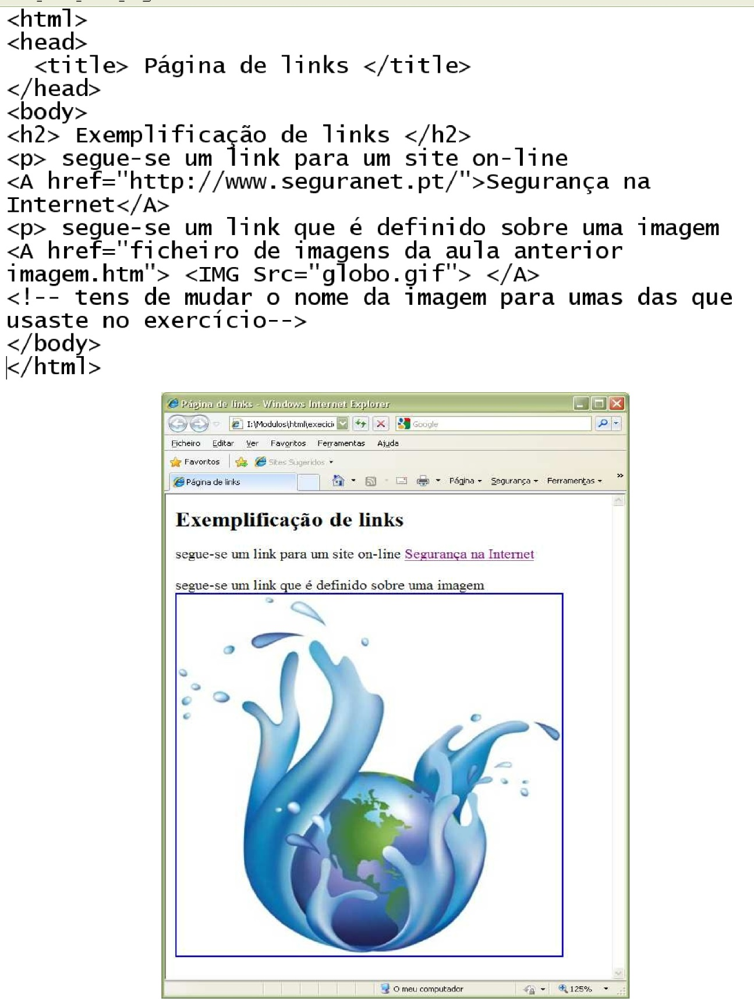 <html>
<head>
  <title> Página de links </title>
</head>
<body>
<h2> Exemplificação de links </h2>
<p> segue-se um link para um site on-line
<A href="http://www.seguranet.pt/">Segurança na
Internet</A>
<p> segue-se um link que é definido sobre uma imagem
<A href="ficheiro de imagens da aula anterior
imagem.htm"> <IMG Src="globo.gif"> </A>
<!-- tens de mudar o nome da imagem para umas das que
usaste no exercício-->
</body>
</html>
Página de links - Windows Internet Explorer
I:\Modulos\html\execici Google
Ficheiro Editar Ver Favoritos Ferramentas Ajuda
Favoritos Sites Sugeridos
Página de links Página Segurança Ferramentas »
Exemplificação de links
segue-se um link para um site on-line Segurança na Internet
segue-se um link que é definido sobre uma imagem
O meu computador 125%